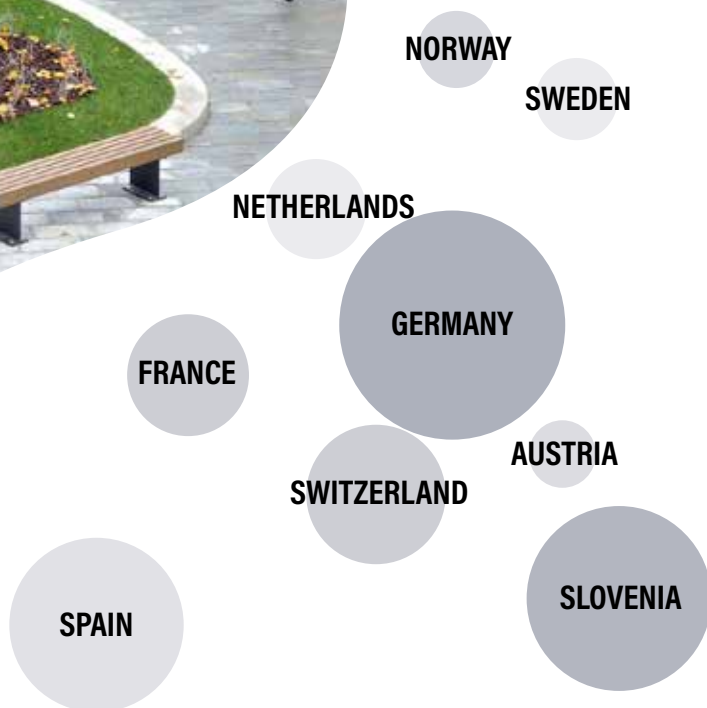 NORWAY
SWEDEN
NETHERLANDS
GERMANY
FRANCE
AUSTRIA
SWITZERLAND
SLOVENIA
SPAIN